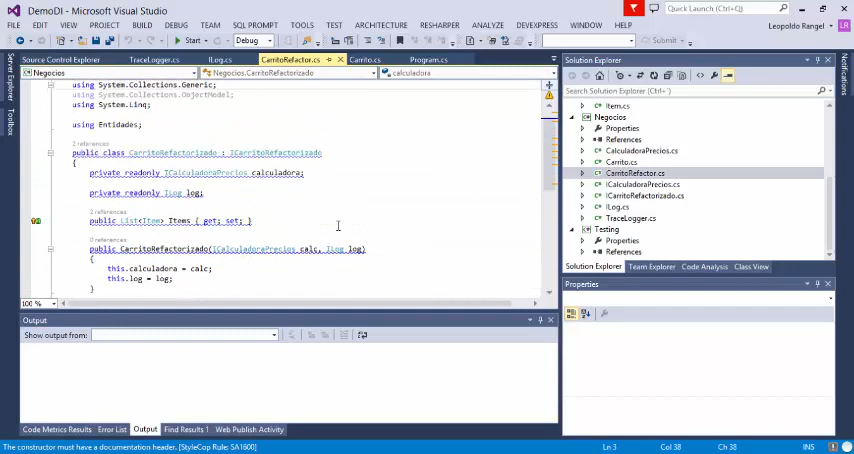 DemoDI - Microsoft Visual Studio
Quick Launch (Ctrl+Q)
FILE EDIT VIEW PROJECT BUILD DEBUG TEAM SQL PROMPT TOOLS TEST ARCHITECTURE RESHARPER ANALYZE DEVEXPRESS WINDOW HELP
Leopoldo Rangel LR
Start Debug
Submit
Server Explorer
Toolbox
Notifications
Source Control Explorer TraceLogger.cs ILog.cs CarritoRefactor.cs Carrito.cs Program.cs
Negocios Negocios.CarritoRefactorizado calculadora
using System.Collections.Generic;
using System.Collections.ObjectModel;
using System.Linq;
using Entidades;
2 references
public class CarritoRefactorizado : ICarritoRefactorizado
{
private readonly ICalculadoraPrecios calculadora;
private readonly ILog log;
2 references
public List<Item> Items { get; set; }
0 references
public CarritoRefactorizado(ICalculadoraPrecios calc, ILog log)
{
this.calculadora = calc;
this.log = log;
}
100 %
Output
Show output from:
Code Metrics Results Error List Output Find Results 1 Web Publish Activity
Solution Explorer
Search Solution Explorer (Ctrl+')
Item.cs
Negocios
Properties
References
CalculadoraPrecios.cs
Carrito.cs
CarritoRefactor.cs
ICalculadoraPrecios.cs
ICarritoRefactorizado.cs
ILog.cs
TraceLogger.cs
Testing
Properties
References
Solution Explorer Team Explorer Code Analysis Class View
Properties
The constructor must have a documentation header. [StyleCop Rule: SA1600]
Ln 3 Col 38 Ch 38 INS